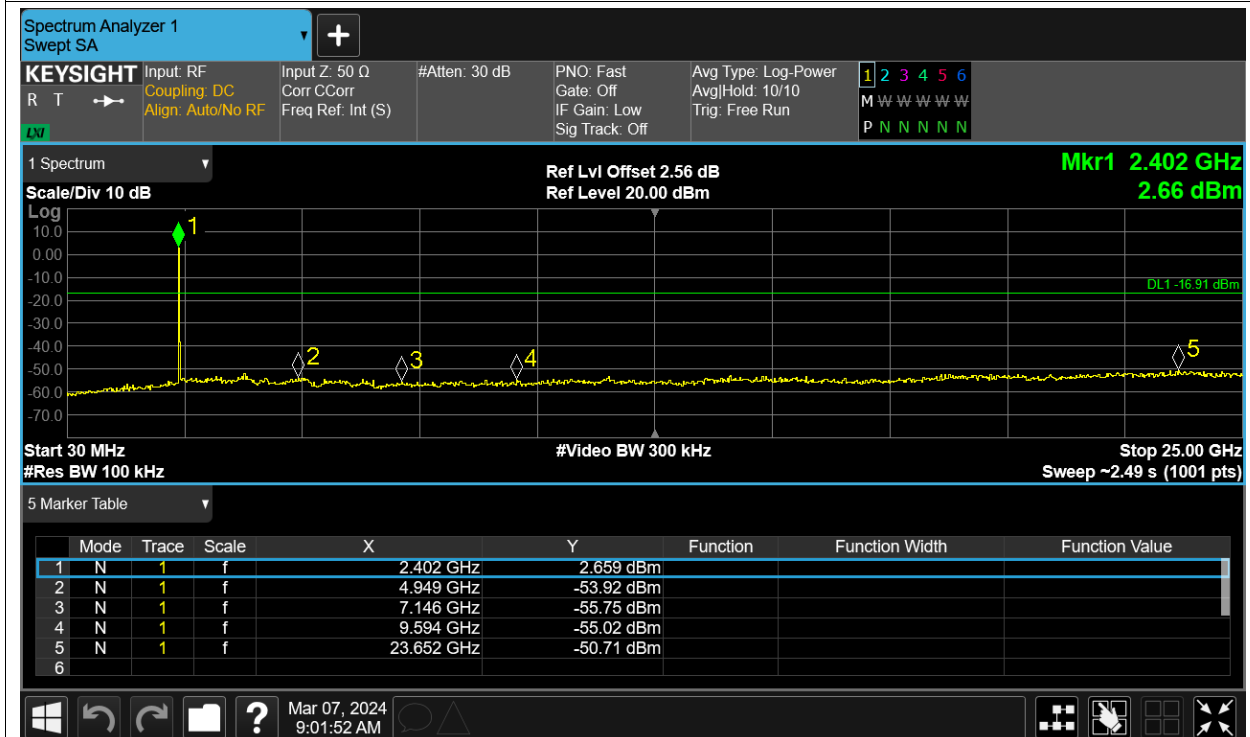 Spectrum Analyzer 1
Swept SA
+
KEYSIGHT
R T
LXI
Input: RF
Coupling: DC
Align: Auto/No RF
Input Z: 50 Ω
Corr CCorr
Freq Ref: Int (S)
#Atten: 30 dB
PNO: Fast
Gate: Off
IF Gain: Low
Sig Track: Off
Avg Type: Log-Power
Avg|Hold: 10/10
Trig: Free Run
1 2 3 4 5 6
M W W W W W
P N N N N N
1 Spectrum
Scale/Div 10 dB
Ref Lvl Offset 2.56 dB
Ref Level 20.00 dBm
Mkr1 2.402 GHz
2.66 dBm
Log
10.0
0.00
-10.0
-20.0
-30.0
-40.0
-50.0
-60.0
-70.0
1
2
3
4
5
DL1 -16.91 dBm
Start 30 MHz
#Res BW 100 kHz
#Video BW 300 kHz
Stop 25.00 GHz
Sweep ~2.49 s (1001 pts)
5 Marker Table
Mode Trace Scale X Y Function Function Width Function Value
1 N 1 f 2.402 GHz 2.659 dBm
2 N 1 f 4.949 GHz -53.92 dBm
3 N 1 f 7.146 GHz -55.75 dBm
4 N 1 f 9.594 GHz -55.02 dBm
5 N 1 f 23.652 GHz -50.71 dBm
6
?
Mar 07, 2024
9:01:52 AM